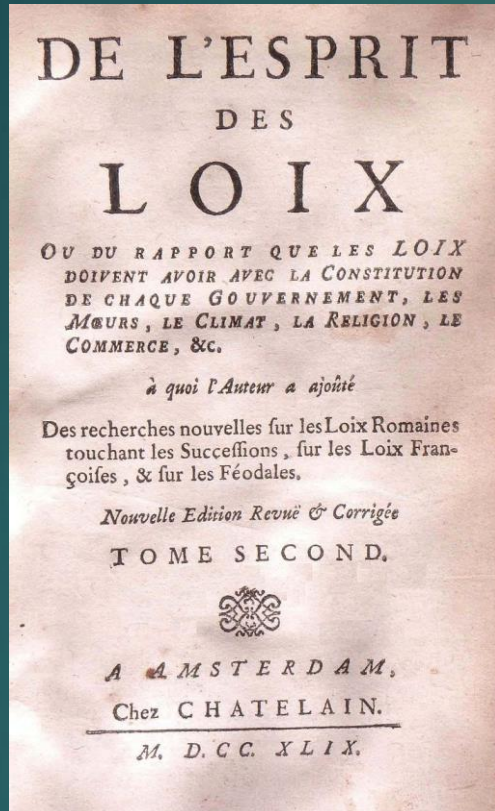 DE L'ESPRIT
DES
LOIX
OU DU RAPPORT QUE LES LOIX
DOIVENT AVOIR AVEC LA CONSTITUTION
DE CHAQUE GOUVERNEMENT, LES
MŒURS, LE CLIMAT, LA RELIGION, LE
COMMERCE, &c.
à quoi l'Auteur a ajoûté
Des recherches nouvelles ſur les Loix Romaines
touchant les Succeſſions, ſur les Loix Fran-
çoiſes, & ſur les Féodales.
Nouvelle Edition Revuë & Corrigée
TOME SECOND.
A AMSTERDAM,
Chez CHATELAIN.
M. D. CC. XLIX.